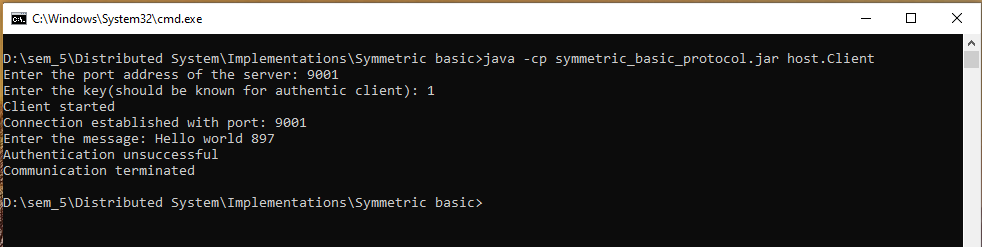 C:\Windows\System32\cmd.exe
D:\sem_5\Distributed System\Implementations\Symmetric basic>java -cp symmetric_basic_protocol.jar host.Client
Enter the port address of the server: 9001
Enter the key(should be known for authentic client): 1
Client started
Connection established with port: 9001
Enter the message: Hello world 897
Authentication unsuccessful
Communication terminated
D:\sem_5\Distributed System\Implementations\Symmetric basic>